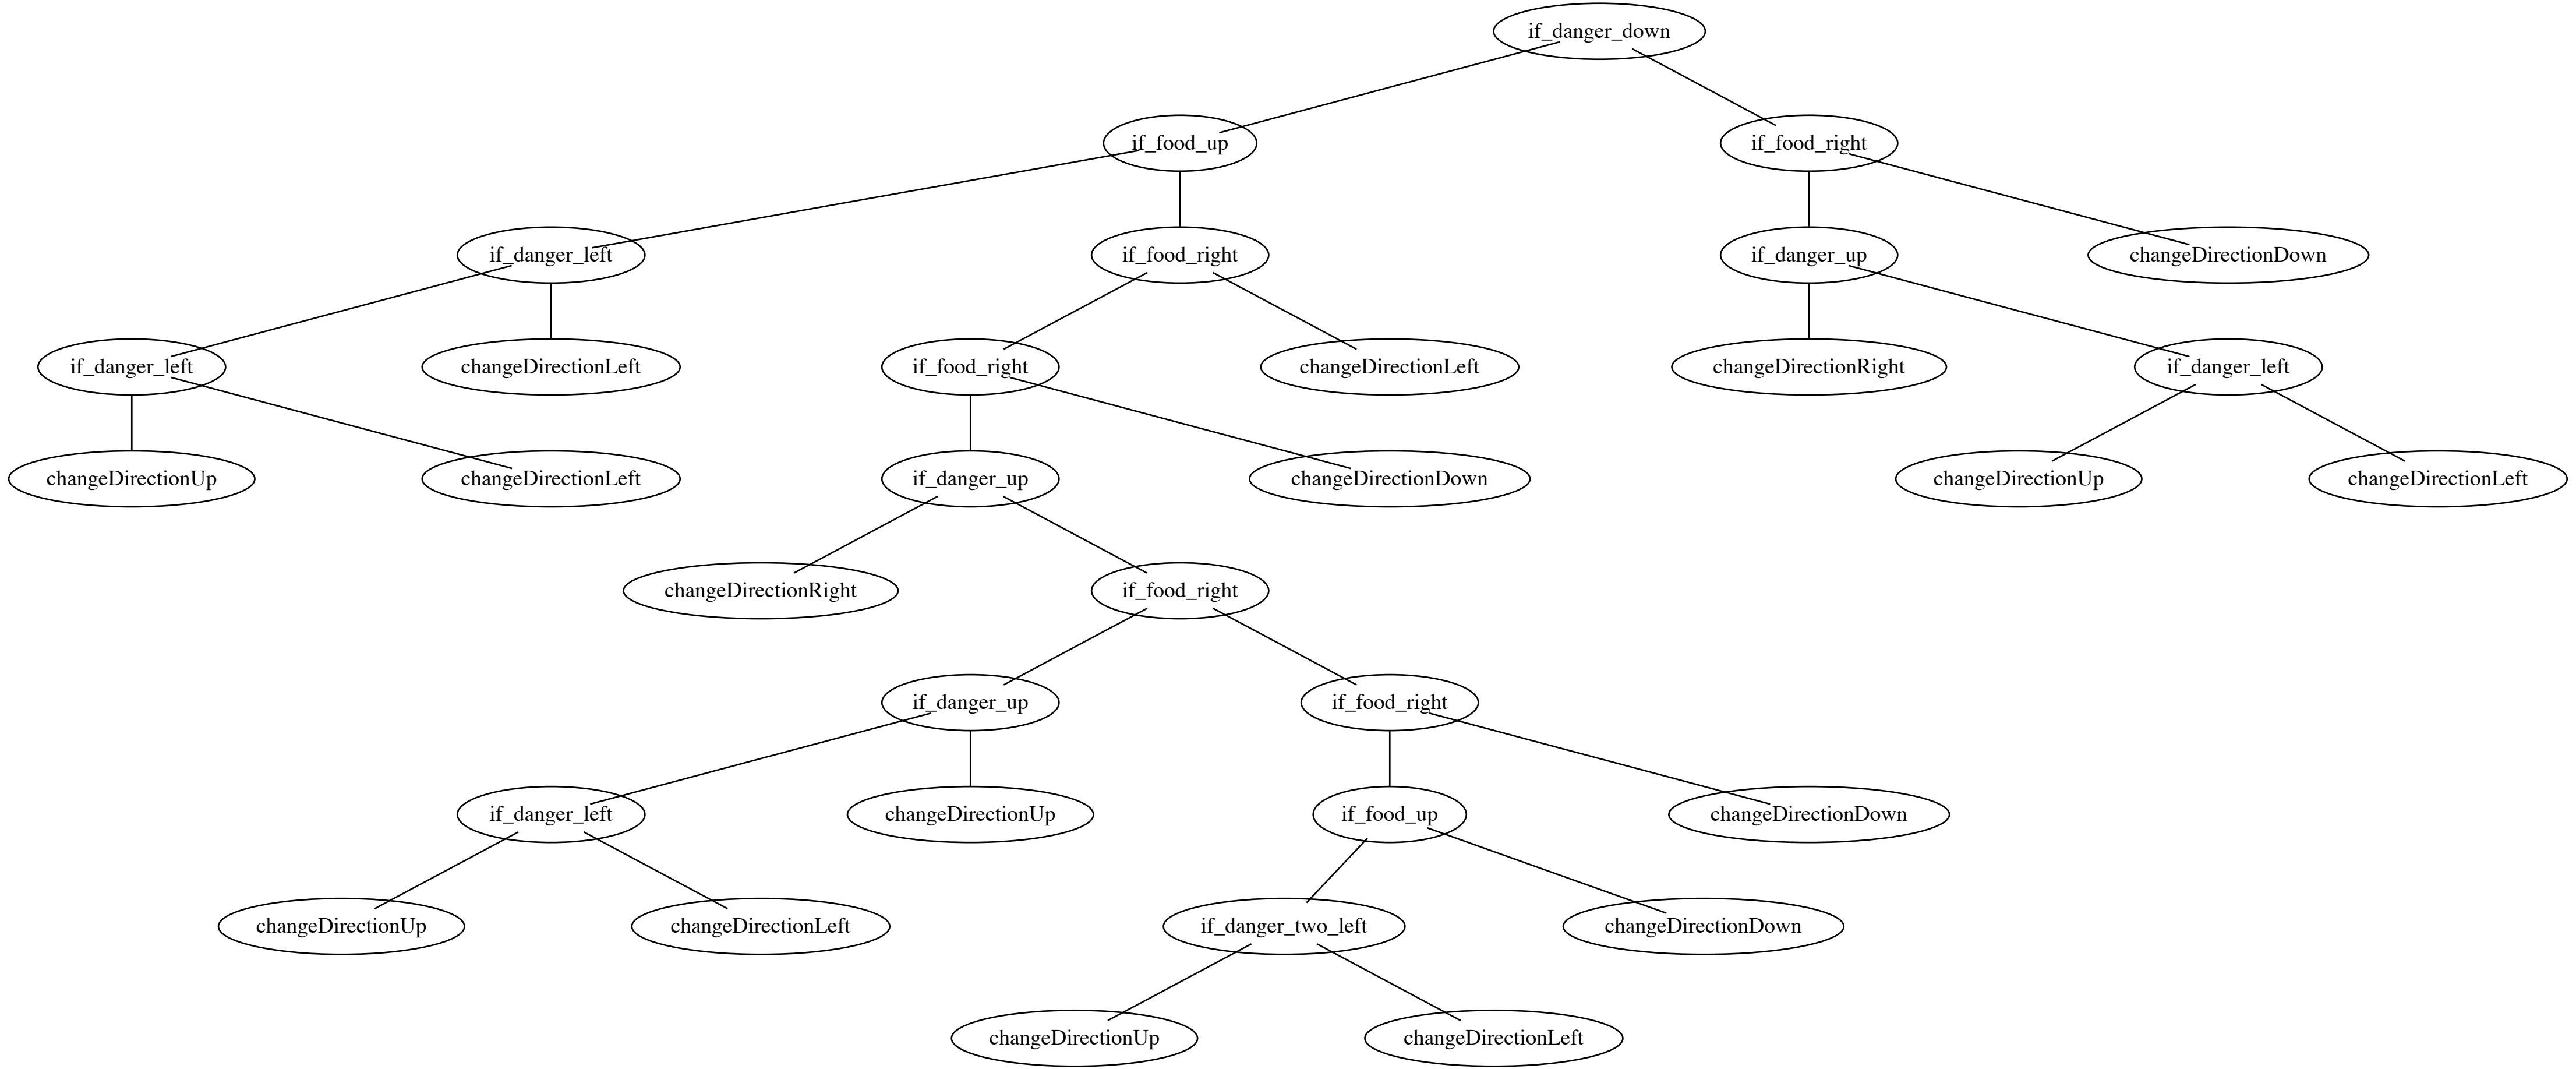 if_danger_down
if_food_up
if_food_right
if_danger_left
if_food_right
if_danger_up
changeDirectionDown
if_danger_left
changeDirectionLeft
if_food_right
changeDirectionLeft
changeDirectionRight
if_danger_left
changeDirectionUp
changeDirectionLeft
if_danger_up
changeDirectionDown
changeDirectionUp
changeDirectionLeft
changeDirectionRight
if_food_right
if_danger_up
if_food_right
if_danger_left
changeDirectionUp
if_food_up
changeDirectionDown
changeDirectionUp
changeDirectionLeft
if_danger_two_left
changeDirectionDown
changeDirectionUp
changeDirectionLeft